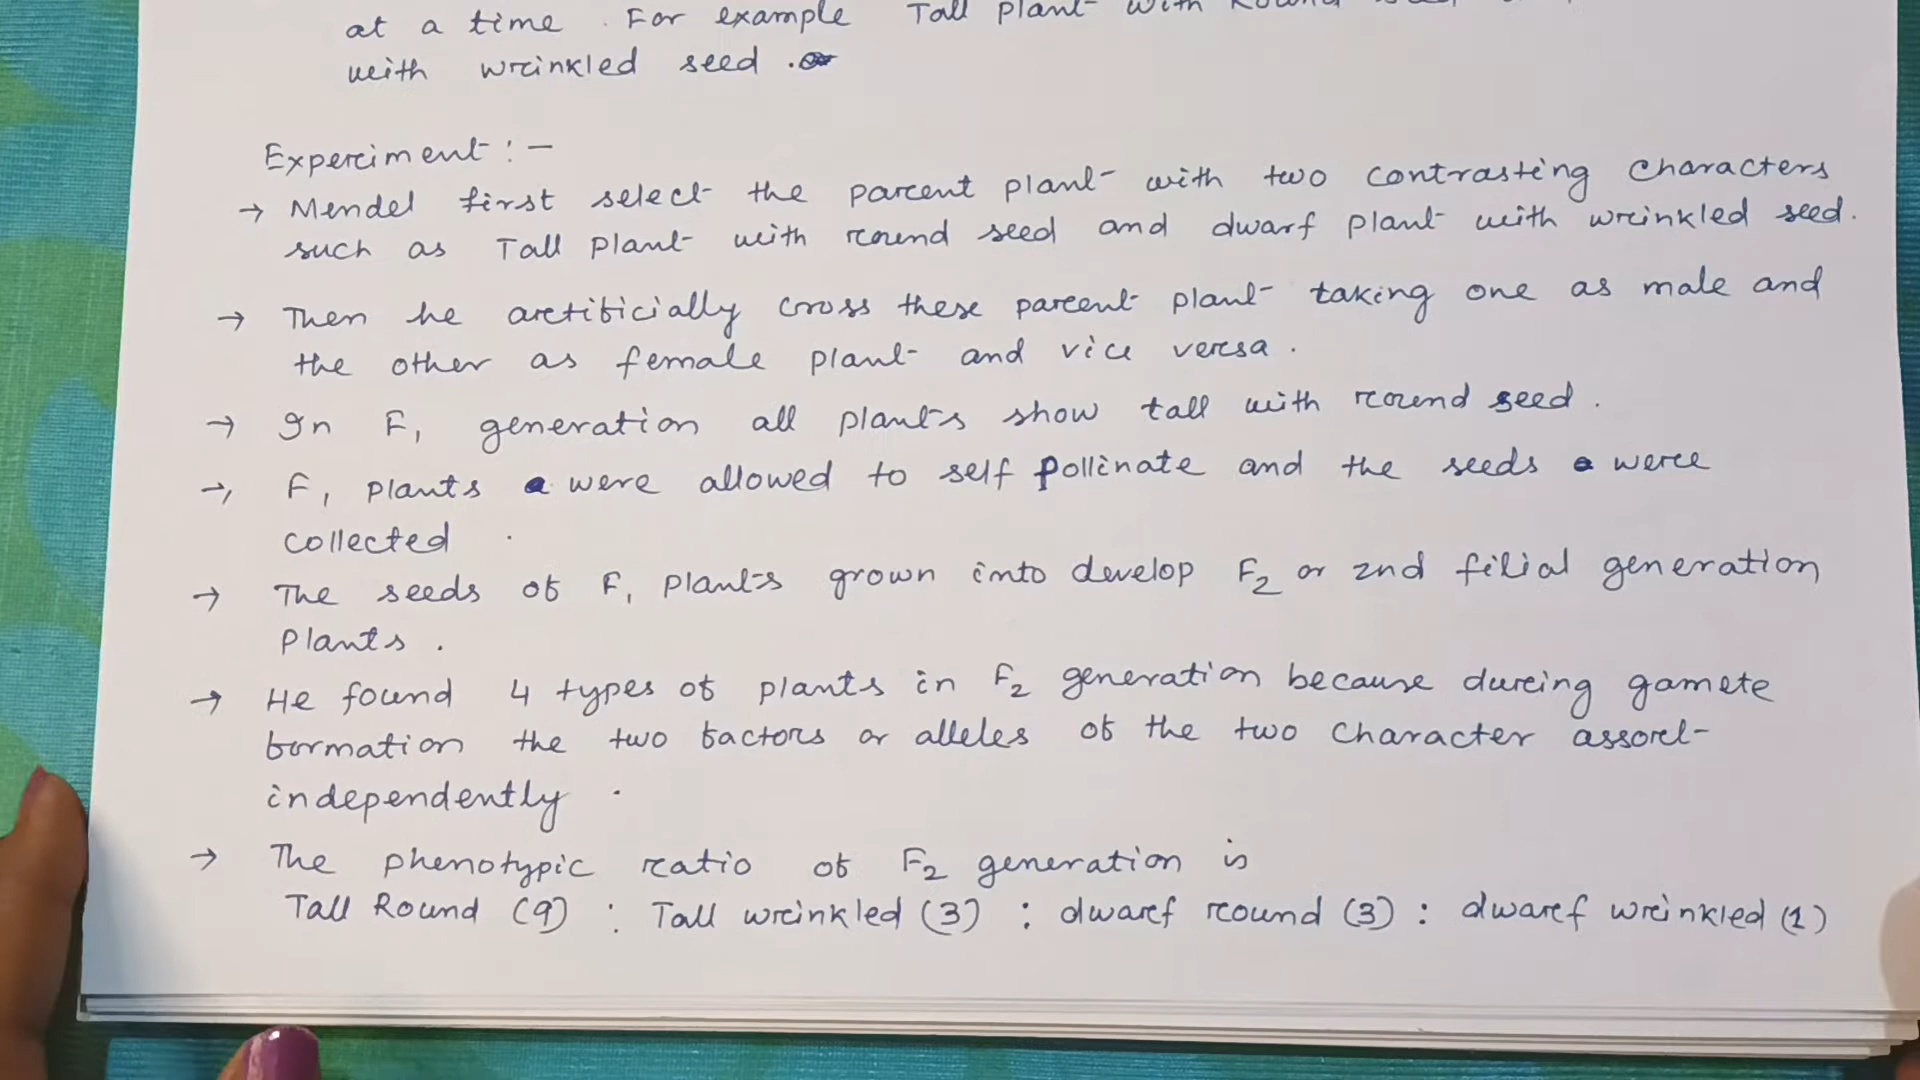 at a time . For example Tall plant with Round
with wrinkled seed .
Experiment : -
→ Mendel first select the parent plant with two contrasting characters
such as Tall plant with round seed and dwarf plant with wrinkled seed .
→ Then he artificially cross these parent plant taking one as male and
the other as female plant and vice versa .
→ In F1 generation all plants show tall with round seed .
→ F1 plants were allowed to self pollinate and the seeds were
collected .
→ The seeds of F1 plants grown into develop F2 or 2nd filial generation
Plants .
→ He found 4 types of plants in F2 generation because during gamete
formation the two factors or alleles of the two character assort
independently .
→ The phenotypic ratio of F2 generation is
Tall Round (9) : Tall wrinkled (3) : dwarf round (3) : dwarf wrinkled (1)